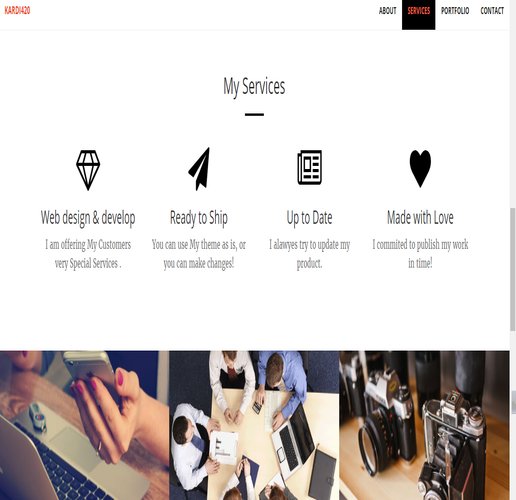 KARDI420 ABOUT SERVICES PORTFOLIO CONTACT
My Services
Web design & develop
I am offering My Customers
very Special Services .
Ready to Ship
You can use My theme as is, or
you can make changes!
Up to Date
I alawyes try to update my
product.
Made with Love
I commited to publish my work
in time!